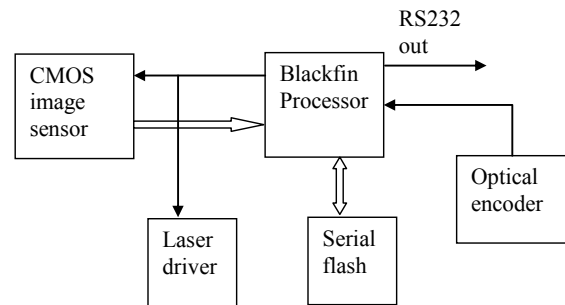 RS232
out
CMOS
image
sensor
Blackfin
Processor
Optical
encoder
Laser
driver
Serial
flash